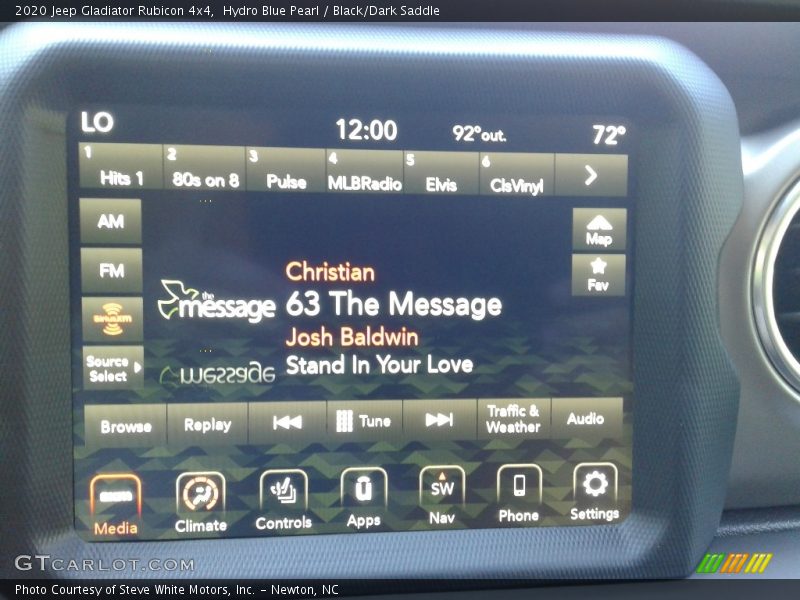 2020 Jeep Gladiator Rubicon 4x4, Hydro Blue Pearl / Black/Dark Saddle
LO 12:00 92° out. 72°
1 Hits 1 2 80s on 8 3 Pulse 4 MLBRadio 5 Elvis 6 ClsVinyl >
AM
Map
FM
Fav
SiriusXM
Source
Select
Christian
the message 63 The Message
Josh Baldwin
message Stand In Your Love
Browse Replay Tune Traffic & Weather Audio
SW
Media Climate Controls Apps Nav Phone Settings
GTCARLOT.COM
Photo Courtesy of Steve White Motors, Inc. – Newton, NC